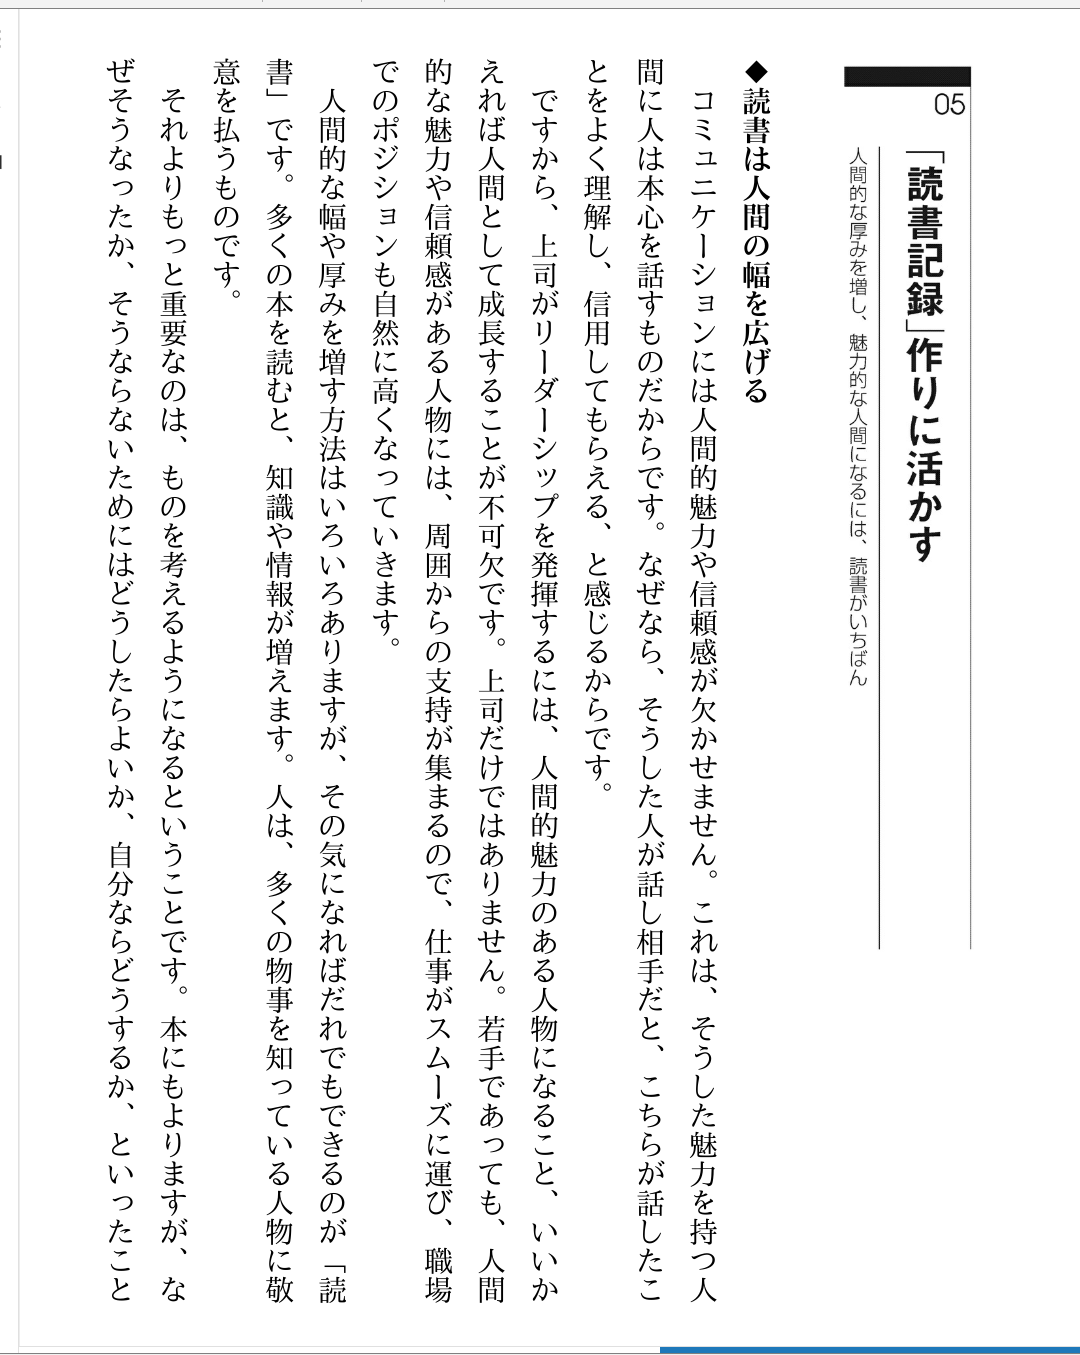 05
「読書記録」作りに活かす
人間的な厚みを増し、魅力的な人間になるには、読書がいちばん
◆読書は人間の幅を広げる
コミュニケーションには人間的魅力や信頼感が欠かせません。これは、そうした魅力を持つ人
間に人は本心を話すものだからです。なぜなら、そうした人が話し相手だと、こちらが話したこ
とをよく理解し、信用してもらえる、と感じるからです。
ですから、上司がリーダーシップを発揮するには、人間的魅力のある人物になること、いいか
えれば人間として成長することが不可欠です。上司だけではありません。若手であっても、人間
的な魅力や信頼感がある人物には、周囲からの支持が集まるので、仕事がスムーズに運び、職場
でのポジションも自然に高くなっていきます。
人間的な幅や厚みを増す方法はいろいろありますが、その気になればだれでもできるのが「読
書」です。多くの本を読むと、知識や情報が増えます。人は、多くの物事を知っている人物に敬
意を払うものです。
それよりもっと重要なのは、ものを考えるようになるということです。本にもよりますが、な
ぜそうなったか、そうならないためにはどうしたらよいか、自分ならどうするか、といったこと